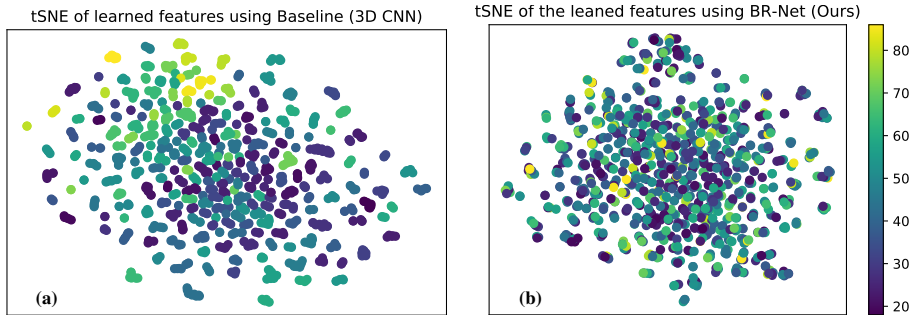 tSNE of learned features using Baseline (3D CNN)
tSNE of the leaned features using BR-Net (Ours)
80
70
60
50
40
30
20
(a)
(b)